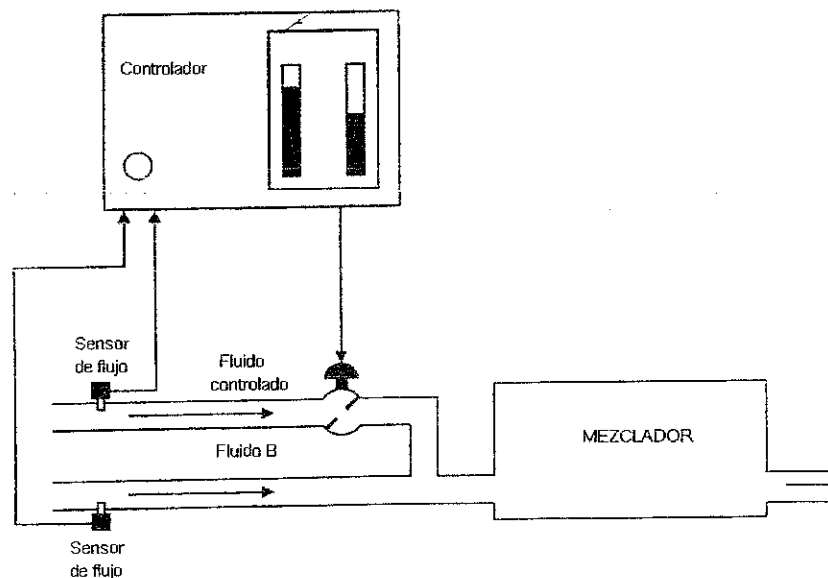 Controlador
Sensor
de flujo
Fluido
controlado
Fluido B
MEZCLADOR
Sensor
de flujo